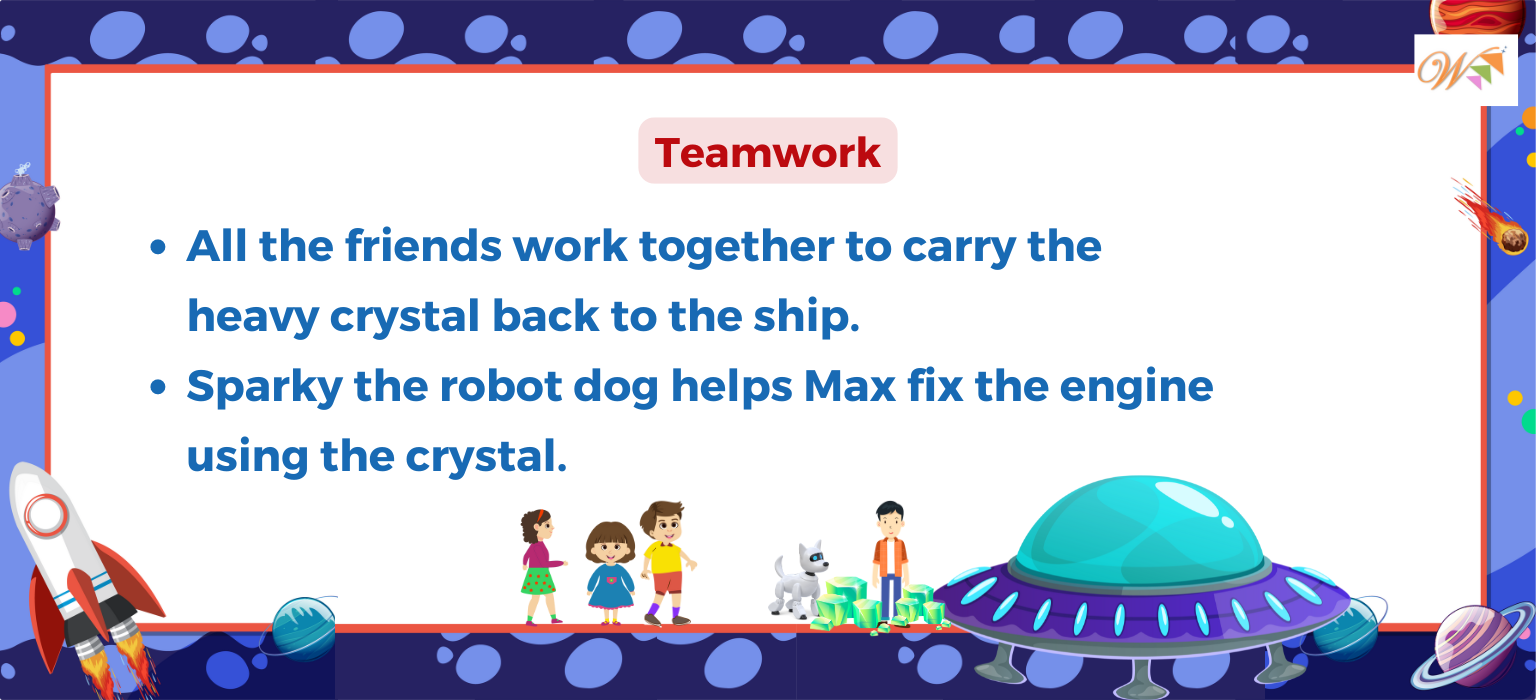 W
Teamwork
• All the friends work together to carry the
heavy crystal back to the ship.
• Sparky the robot dog helps Max fix the engine
using the crystal.